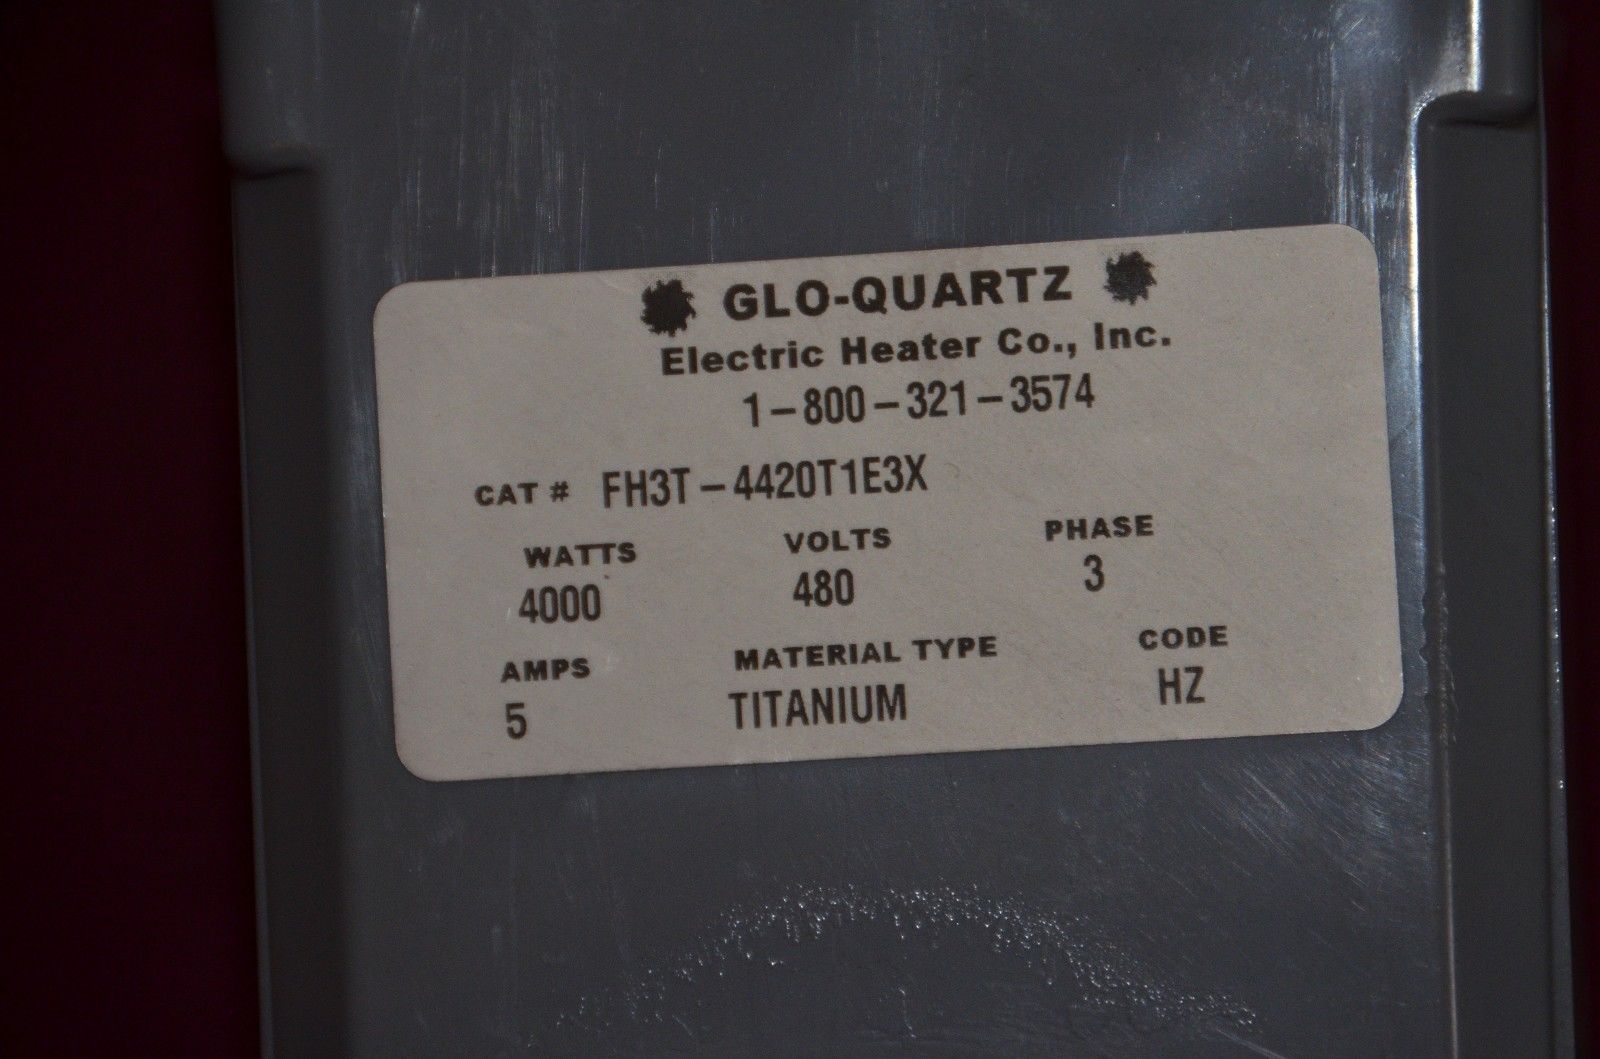 GLO-QUARTZ
Electric Heater Co., Inc.
1-800-321-3574
CAT # FH3T-4420T1E3X
WATTS VOLTS PHASE
4000 480 3
AMPS MATERIAL TYPE CODE
5 TITANIUM HZ